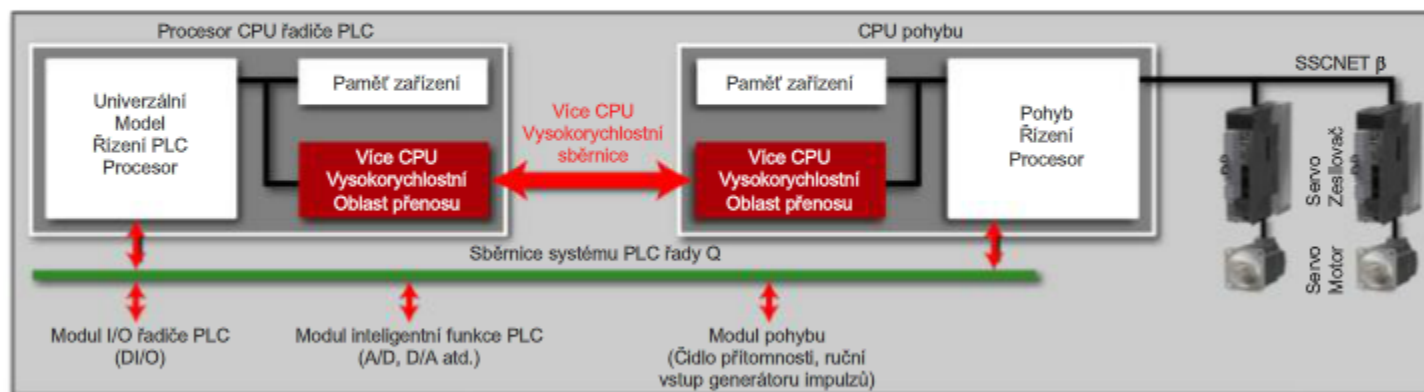 Procesor CPU řadiče PLC
Univerzální
Model
Řízení PLC
Procesor
Paměť zařízení
Více CPU
Vysokorychlostní
Oblast přenosu
Více CPU
Vysokorychlostní
sběrnice
CPU pohybu
Paměť zařízení
Více CPU
Vysokorychlostní
Oblast přenosu
Pohyb
Řízení
Procesor
SSCNET β
Servo
Zesilovač
Servo
Motor
Sběrnice systému PLC řady Q
Modul I/O řadiče PLC
(DI/O)
Modul inteligentní funkce PLC
(A/D, D/A atd.)
Modul pohybu
(Čidlo přítomnosti, ruční
vstup generátoru impulzů)